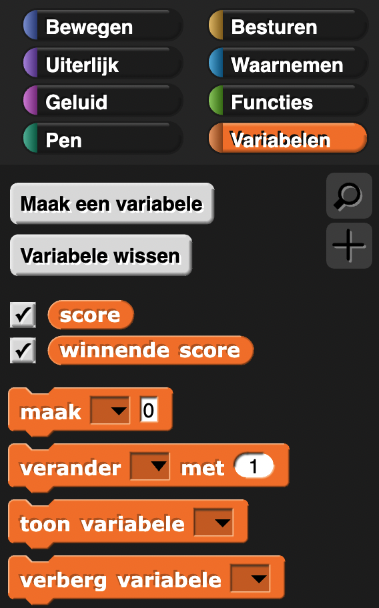 Bewegen
Besturen
Uiterlijk
Waarnemen
Geluid
Functies
Pen
Variabelen
Maak een variabele
Variabele wissen
score
winnende score
maak 0
verander met 1
toon variabele
verberg variabele